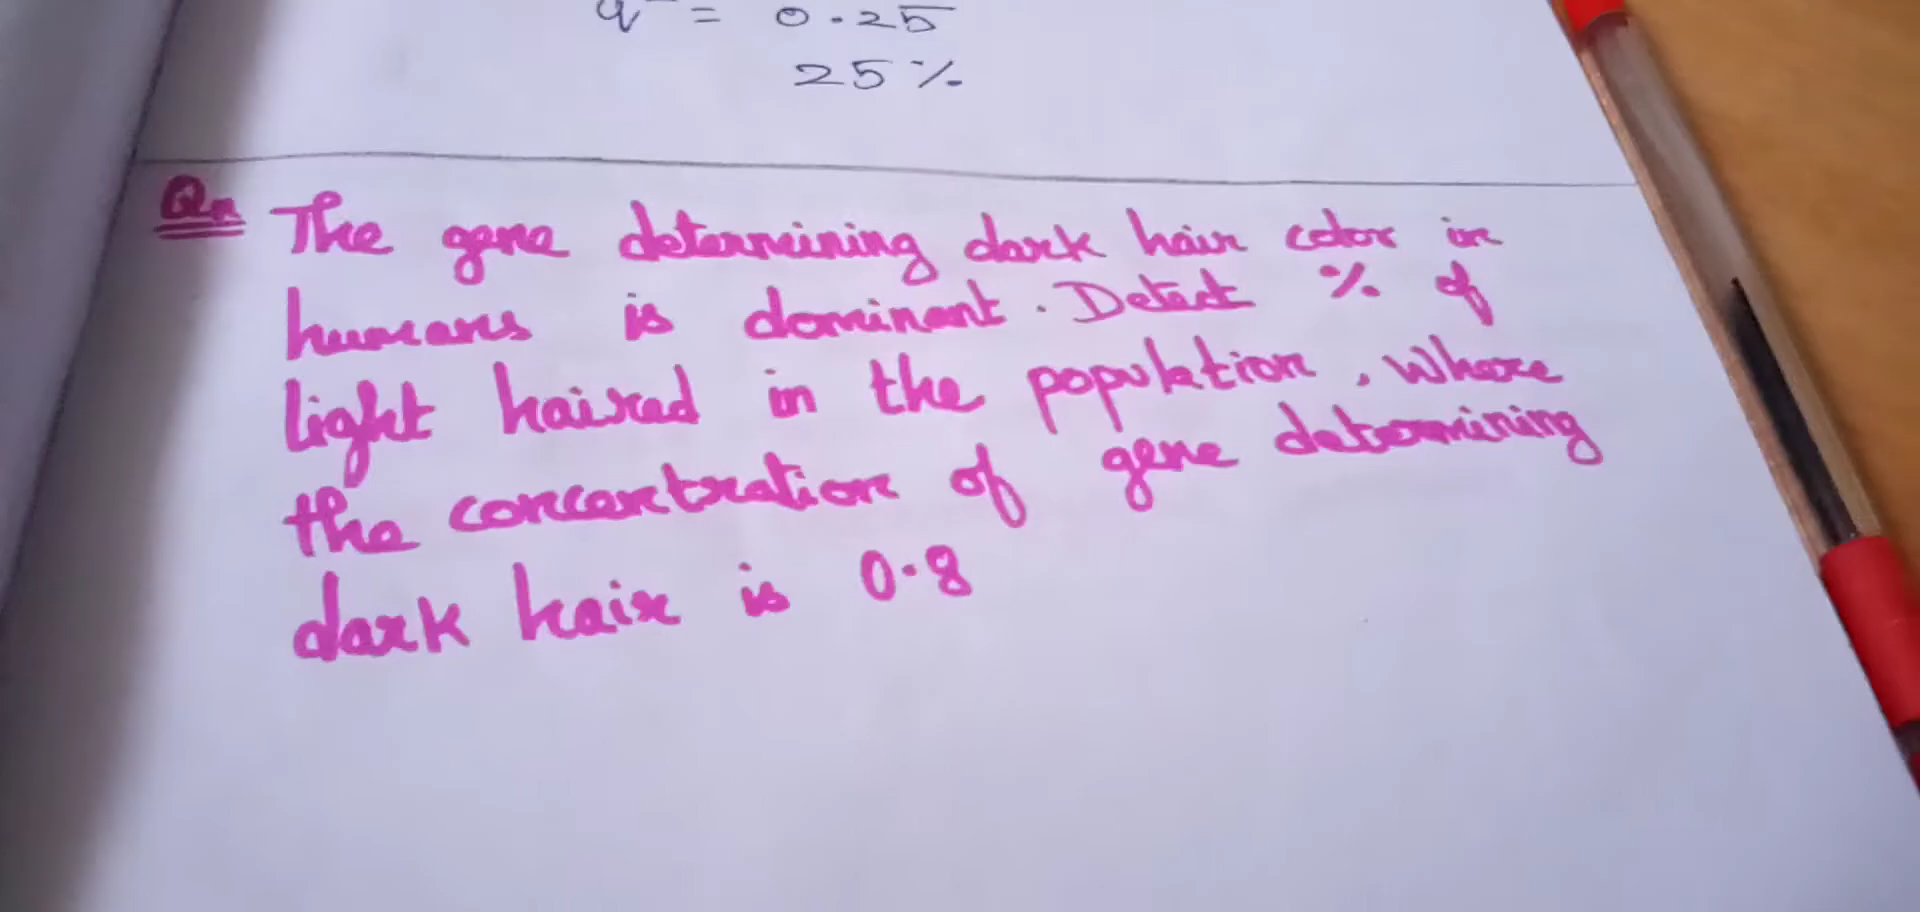 q² = 0.25
25%
Qn The gene determining dark hair color in
humans is dominant. Detect % of
light haired in the population, where
the concentration of gene determining
dark hair is 0.8